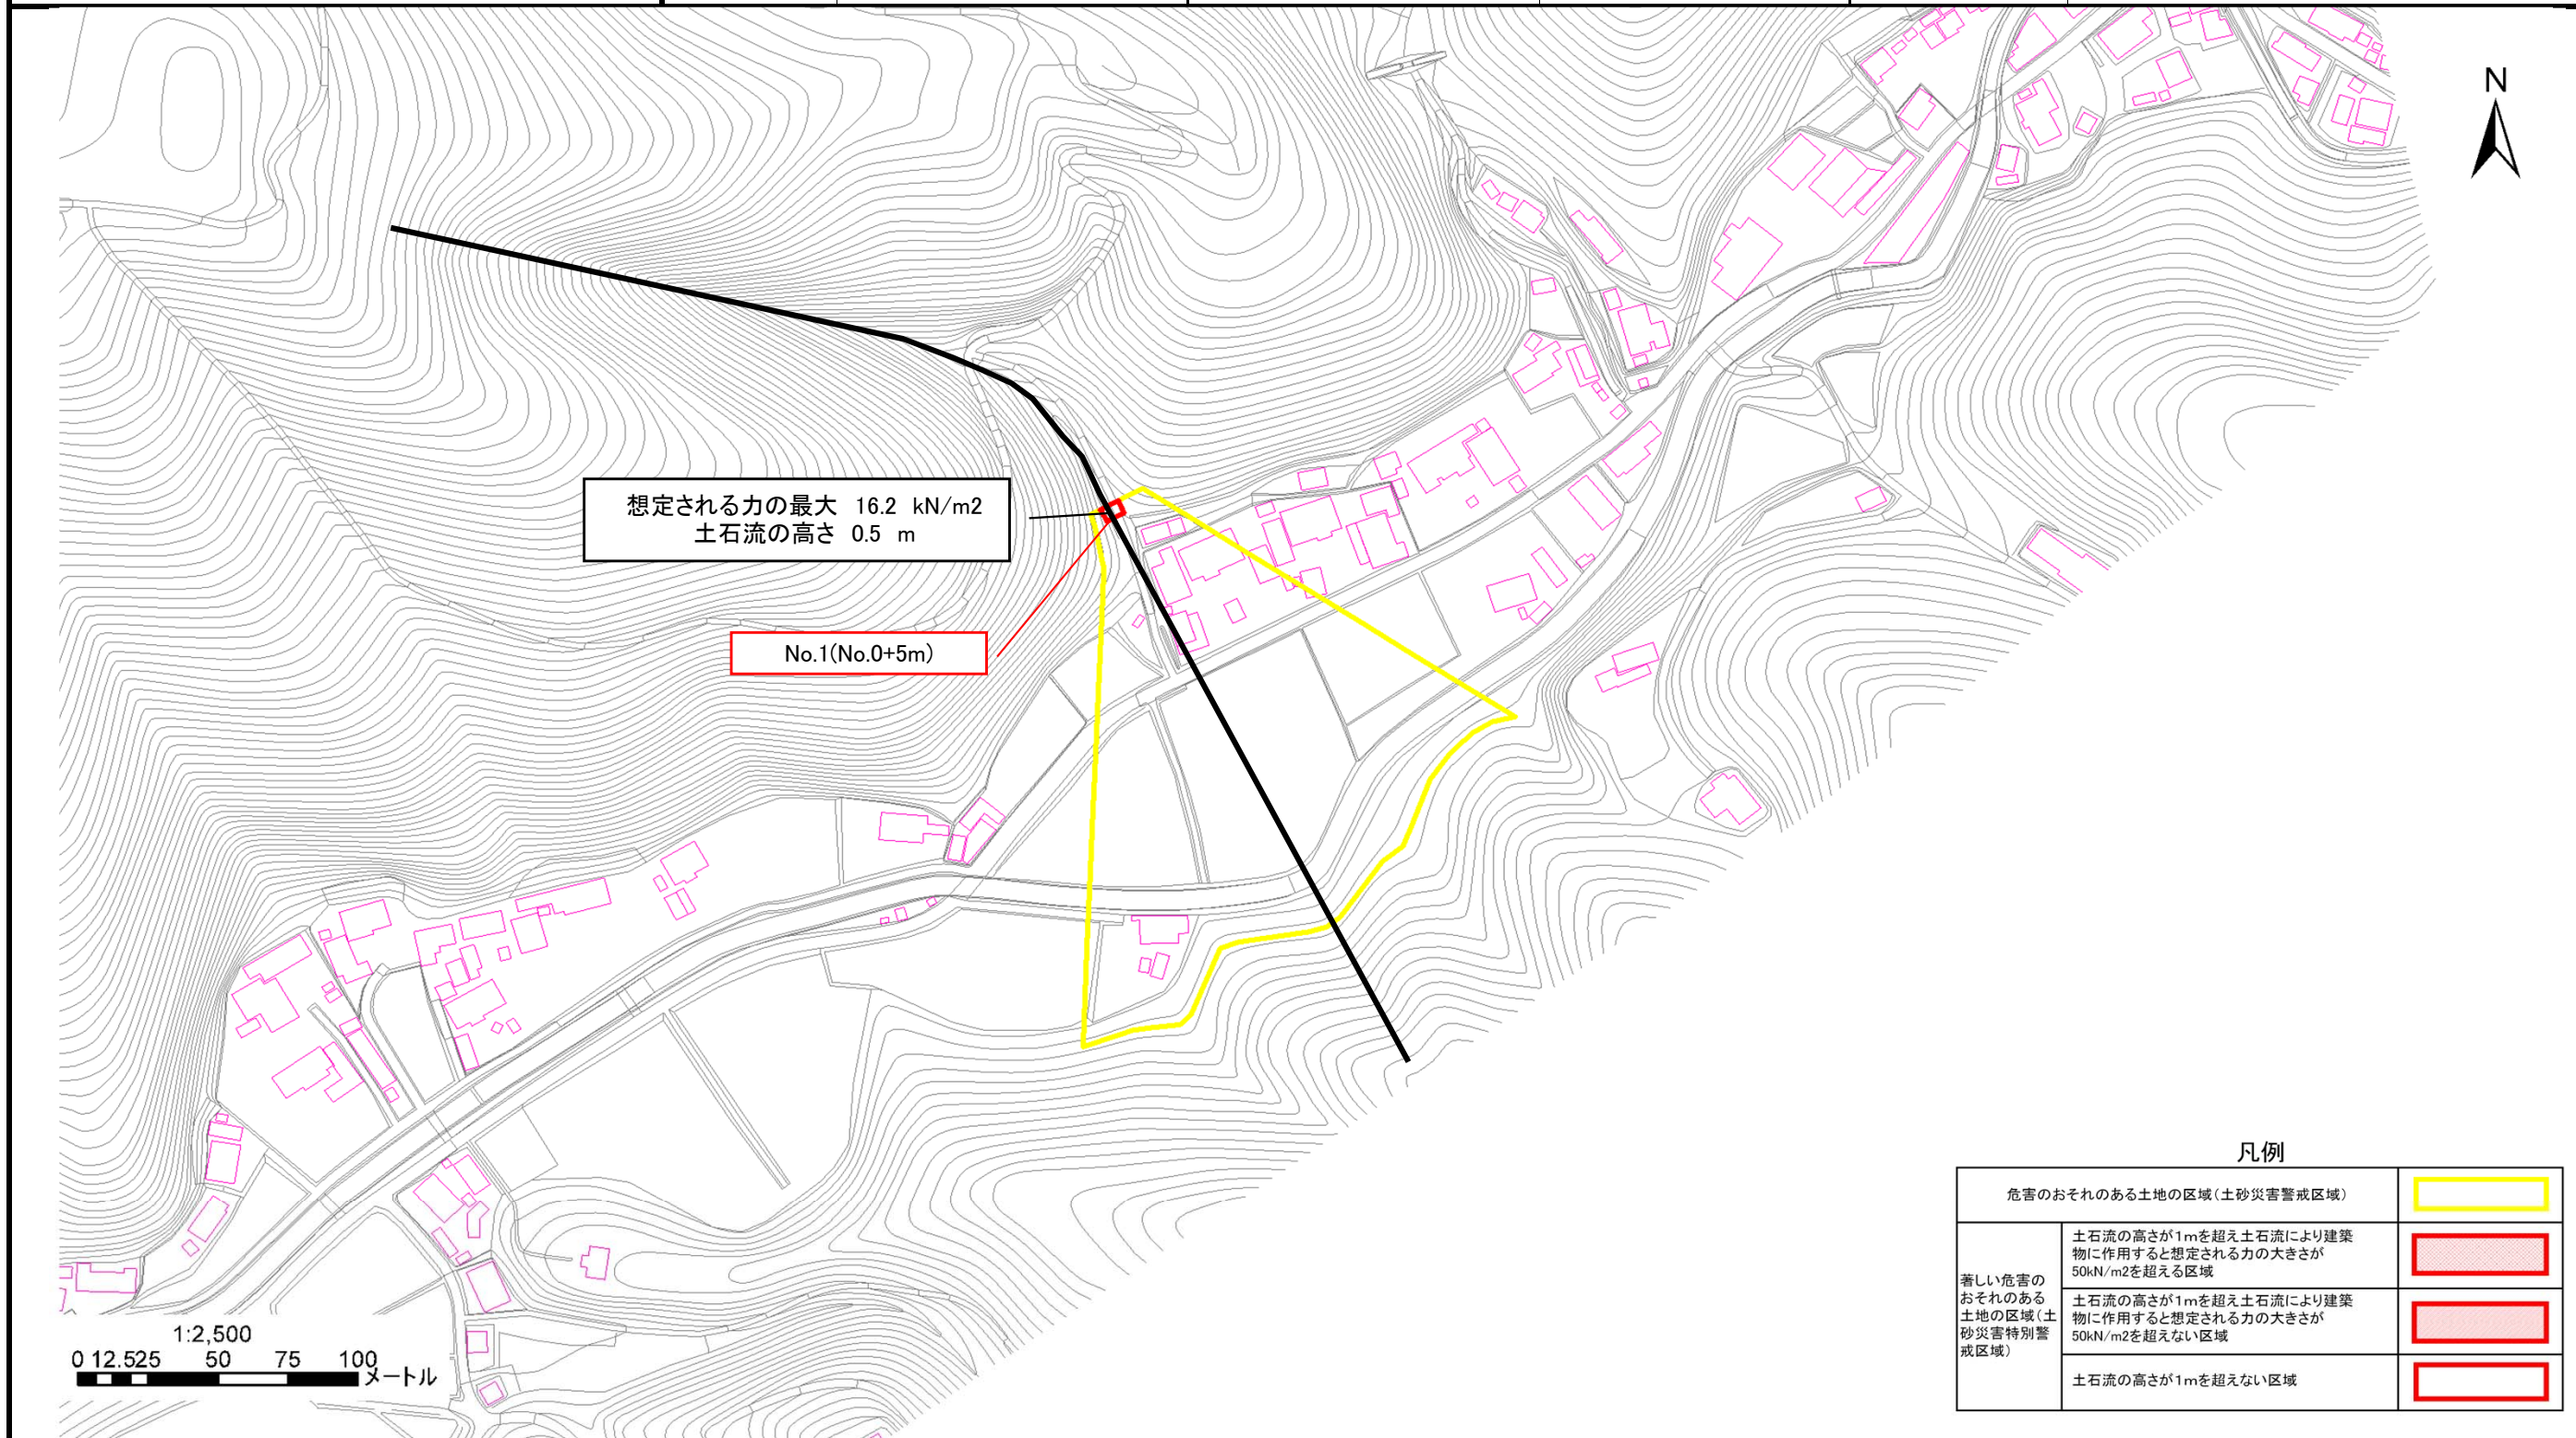 N
想定される力の最大 16.2 kN/m2
土石流の高さ 0.5 m
No.1(No.0+5m)
1:2,500
0 12.525 50 75 100
メートル
凡例
危害のおそれのある土地の区域(土砂災害警戒区域)
著しい危害の
おそれのある
土地の区域(土
砂災害特別警
戒区域)
土石流の高さが1mを超え土石流により建築
物に作用すると想定される力の大きさが
50kN/m2を超える区域
土石流の高さが1mを超え土石流により建築
物に作用すると想定される力の大きさが
50kN/m2を超えない区域
土石流の高さが1mを超えない区域